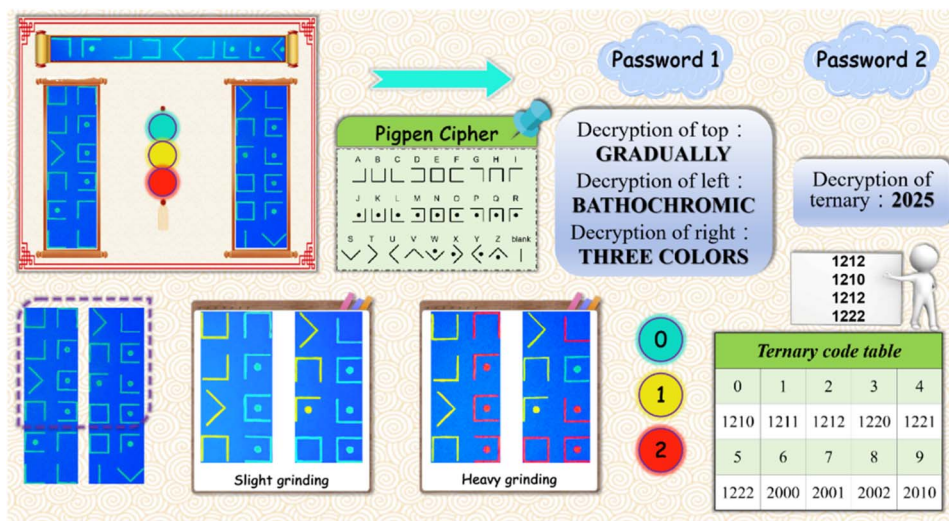 Password 1
Password 2
Pigpen Cipher
A B C D E F G H I
J K L M N O P Q R
S T U V W X Y Z blank
Decryption of top :
GRADUALLY
Decryption of left :
BATHOCHROMIC
Decryption of right :
THREE COLORS
Decryption of
ternary : 2025
1212
1210
1212
1222
Slight grinding
Heavy grinding
0
1
2
Ternary code table
0 1 2 3 4
1210 1211 1212 1220 1221
5 6 7 8 9
1222 2000 2001 2002 2010